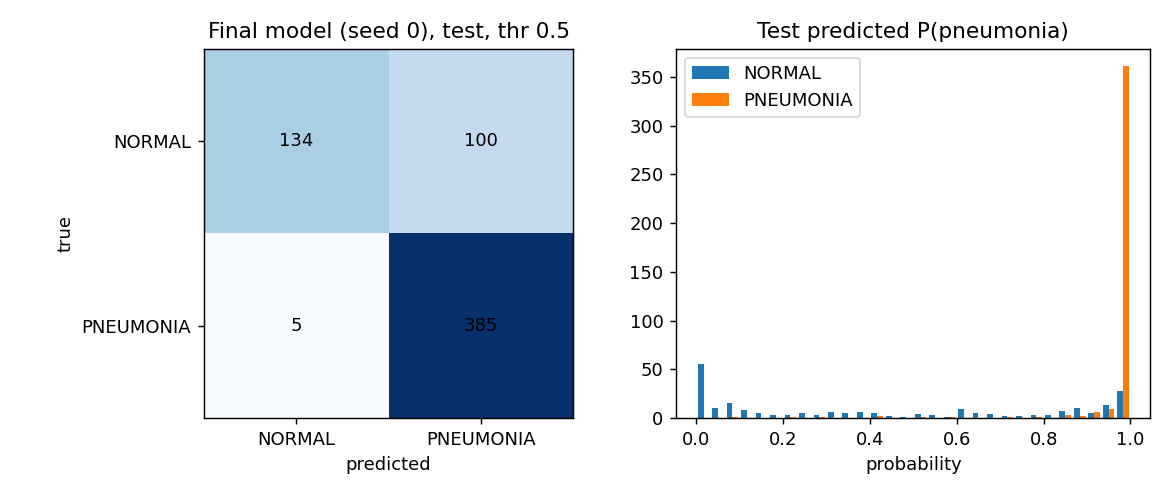 Final model (seed 0), test, thr 0.5
true
NORMAL
134
100
PNEUMONIA
5
385
NORMAL
PNEUMONIA
predicted
Test predicted P(pneumonia)
NORMAL
PNEUMONIA
350
300
250
200
150
100
50
0
0.0
0.2
0.4
0.6
0.8
1.0
probability